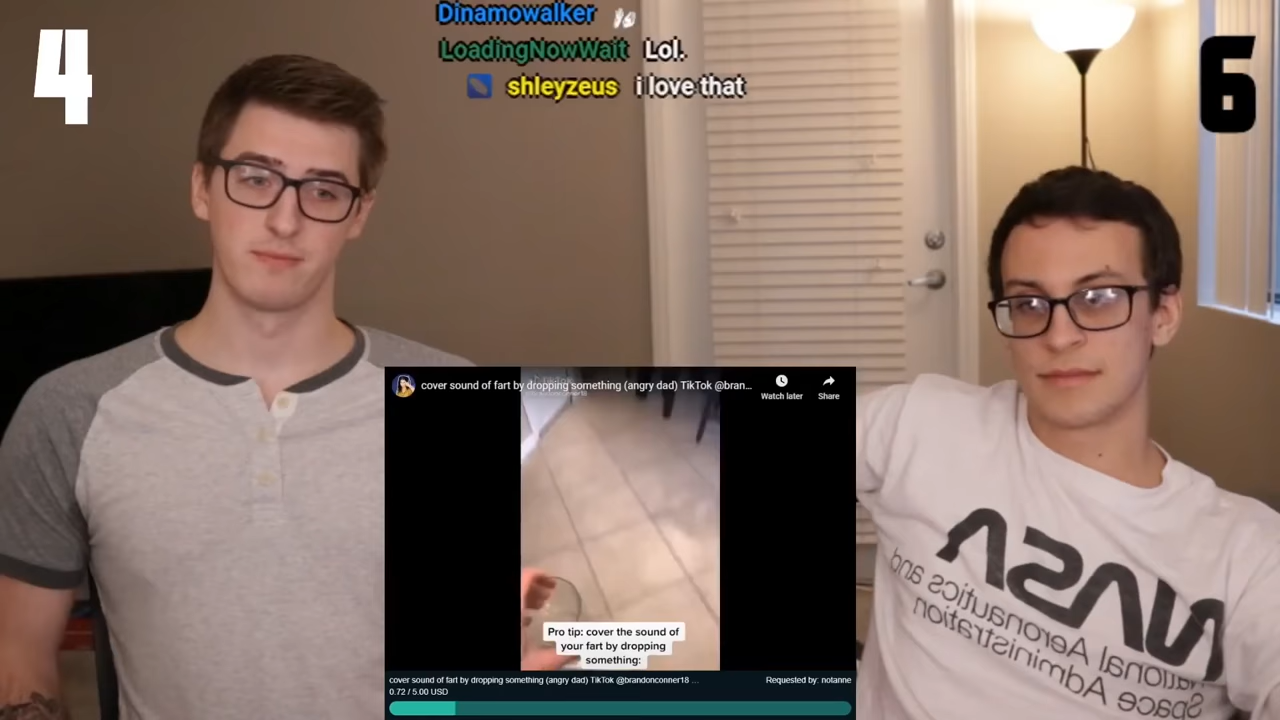 4
Dinamowalker
LoadingNowWait Lol.
shleyzeus i love that
6
cover sound of fart by dropping something (angry dad) TikTok @bran...
Watch later
Share
Pro tip: cover the sound of
your fart by dropping
something:
cover sound of fart by dropping something (angry dad) TikTok @brandonconner18 ...
Requested by: notanne
0.72 / 5.00 USD
NASA
National Aeronautics and
Space Administration